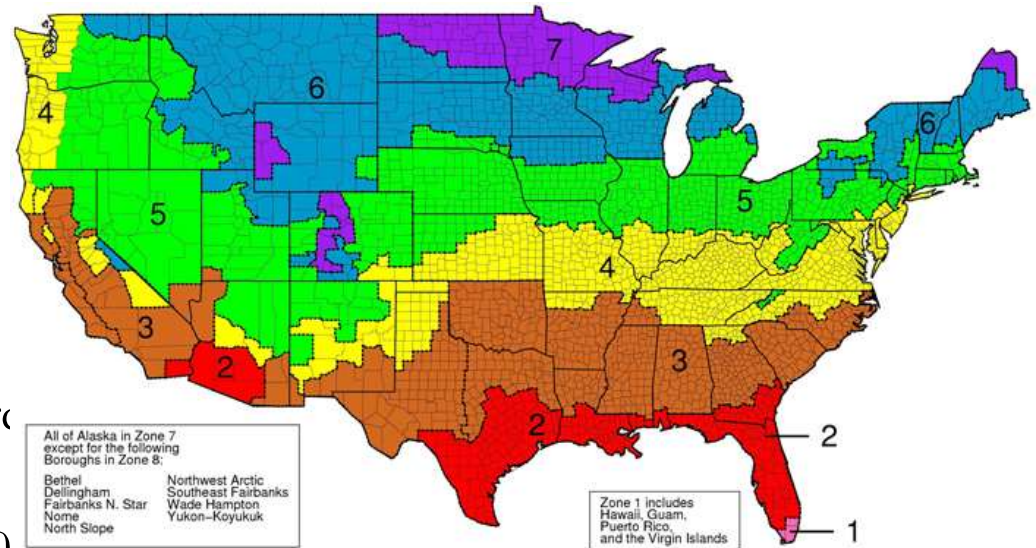 7
6
4
6
5
5
4
3
3
2
2
2
1
All of Alaska in Zone 7
except for the following
Boroughs in Zone 8:
Bethel Northwest Arctic
Dellingham Southeast Fairbanks
Fairbanks N. Star Wade Hampton
Nome Yukon-Koyukuk
North Slope
Zone 1 includes
Hawaii, Guam,
Puerto Rico,
and the Virgin Islands